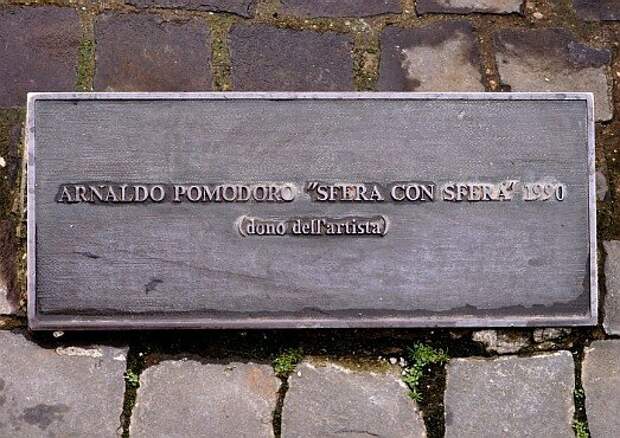 ARNALDO POMODORO "SFERA CON SFERA" 1990
(dono dell'artista)